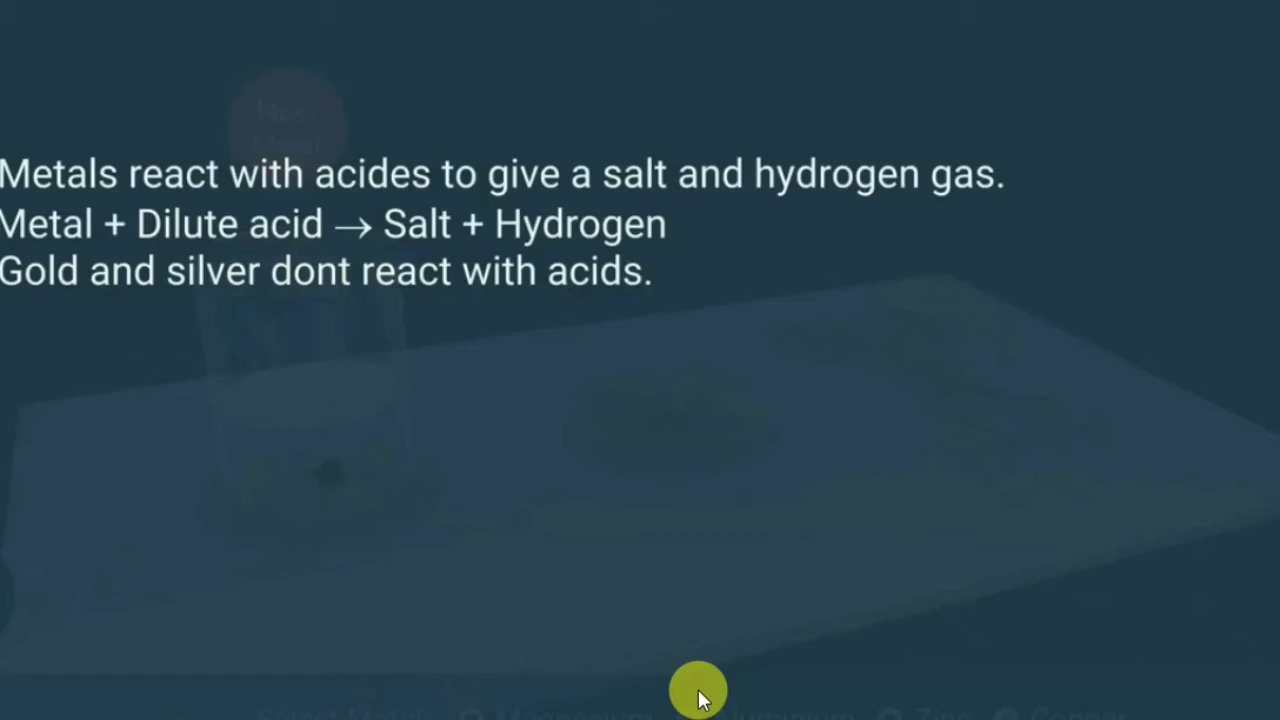 Metals react with acides to give a salt and hydrogen gas.
Metal + Dilute acid → Salt + Hydrogen
Gold and silver dont react with acids.